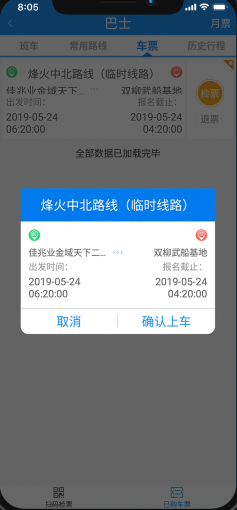 8:05
巴士
月票
班车 常用路线 车票 历史行程
烽火中北路线（临时线路）
佳兆业金域天下... 双柳武船基地
出发时间： 报名截止：
2019-05-24 2019-05-24
06:20:00 04:20:00
检票
退票
全部数据已加载完毕
烽火中北路线（临时线路）
佳兆业金域天下二... 双柳武船基地
出发时间： 报名截止：
2019-05-24 2019-05-24
06:20:00 04:20:00
取消 确认上车
扫码检票 已购车票